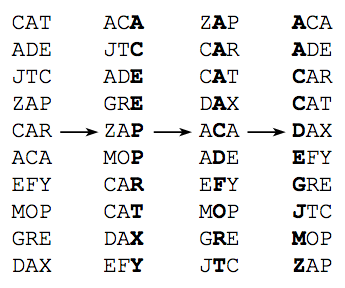 CAT ACA ZAP ACA
ADE JTC CAR ADE
JTC ADE CAT CAR
ZAP GRE DAX CAT
CAR ZAP ACA DAX
ACA MOP ADE EFY
EFY CAR EFY GRE
MOP CAT MOP JTC
GRE DAX GRE MOP
DAX EFY JTC ZAP